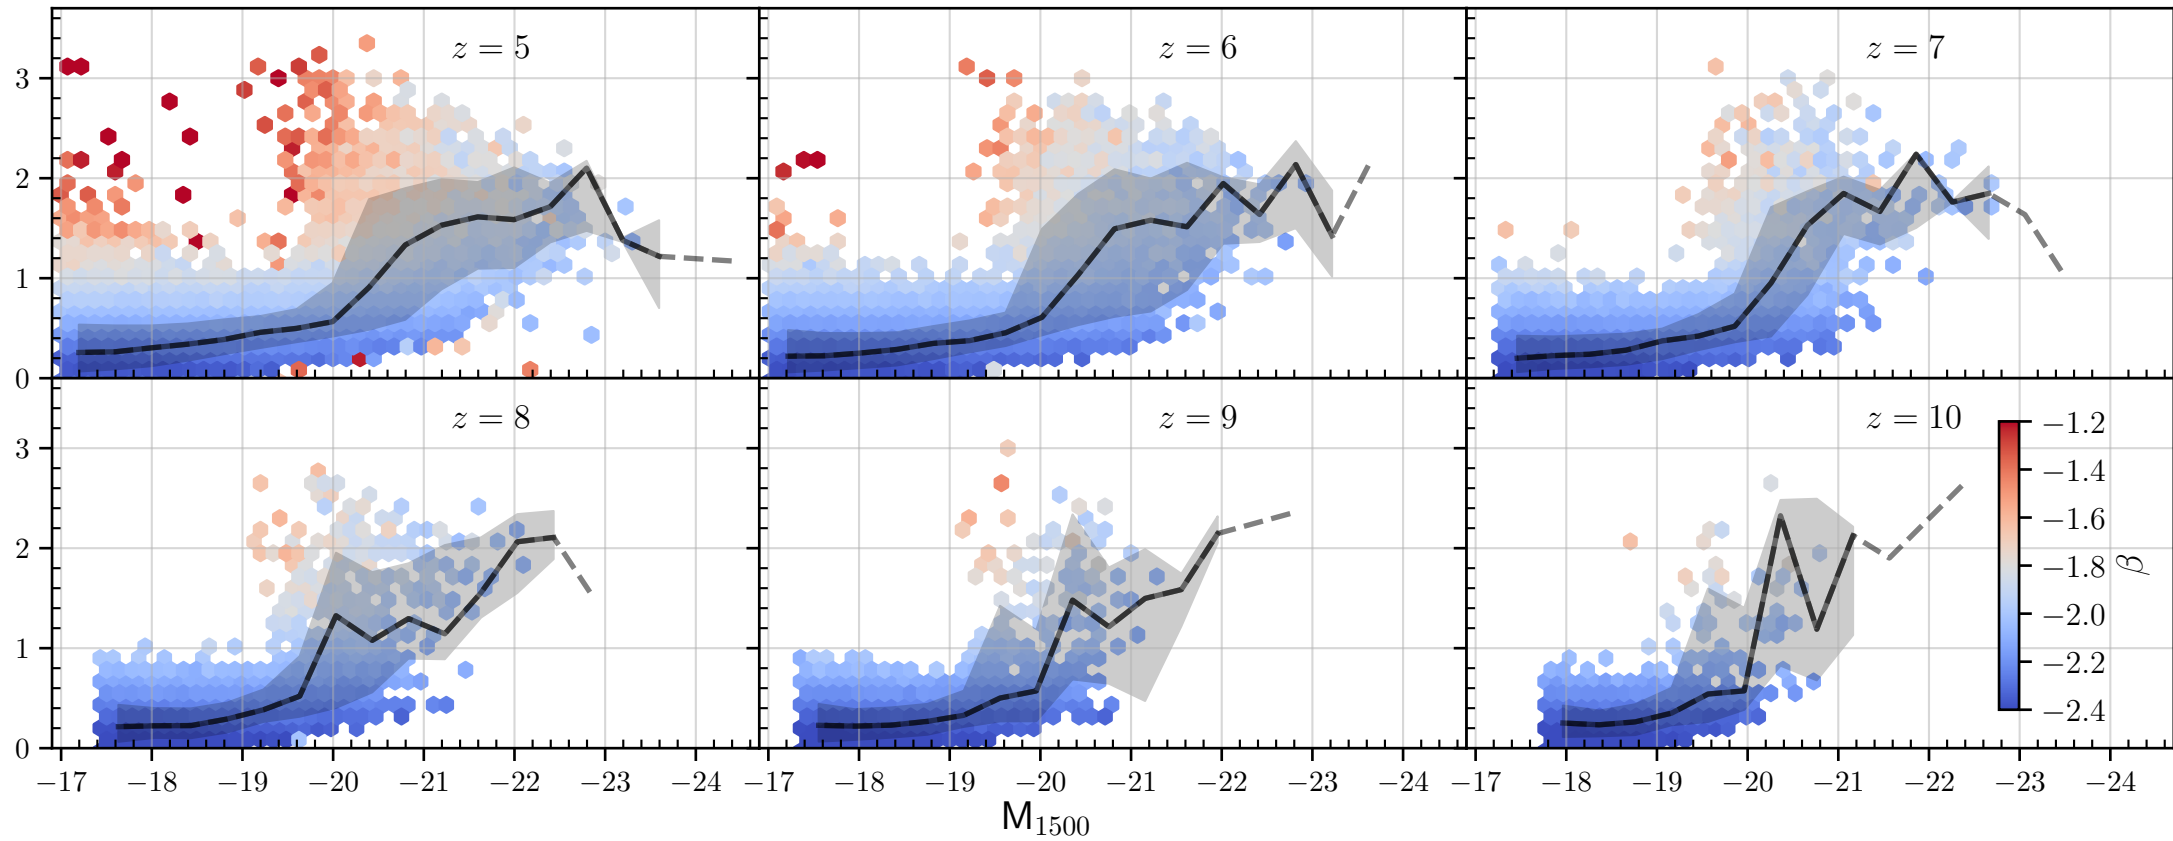 z = 5
z = 6
z = 7
3
2
1
0
z = 8
z = 9
z = 10
3
2
1
0
−1.2
−1.4
−1.6
−1.8
−2.0
−2.2
−2.4
β
−17 −18 −19 −20 −21 −22 −23 −24
−17 −18 −19 −20 −21 −22 −23 −24
−17 −18 −19 −20 −21 −22 −23 −24
M₁₅₀₀